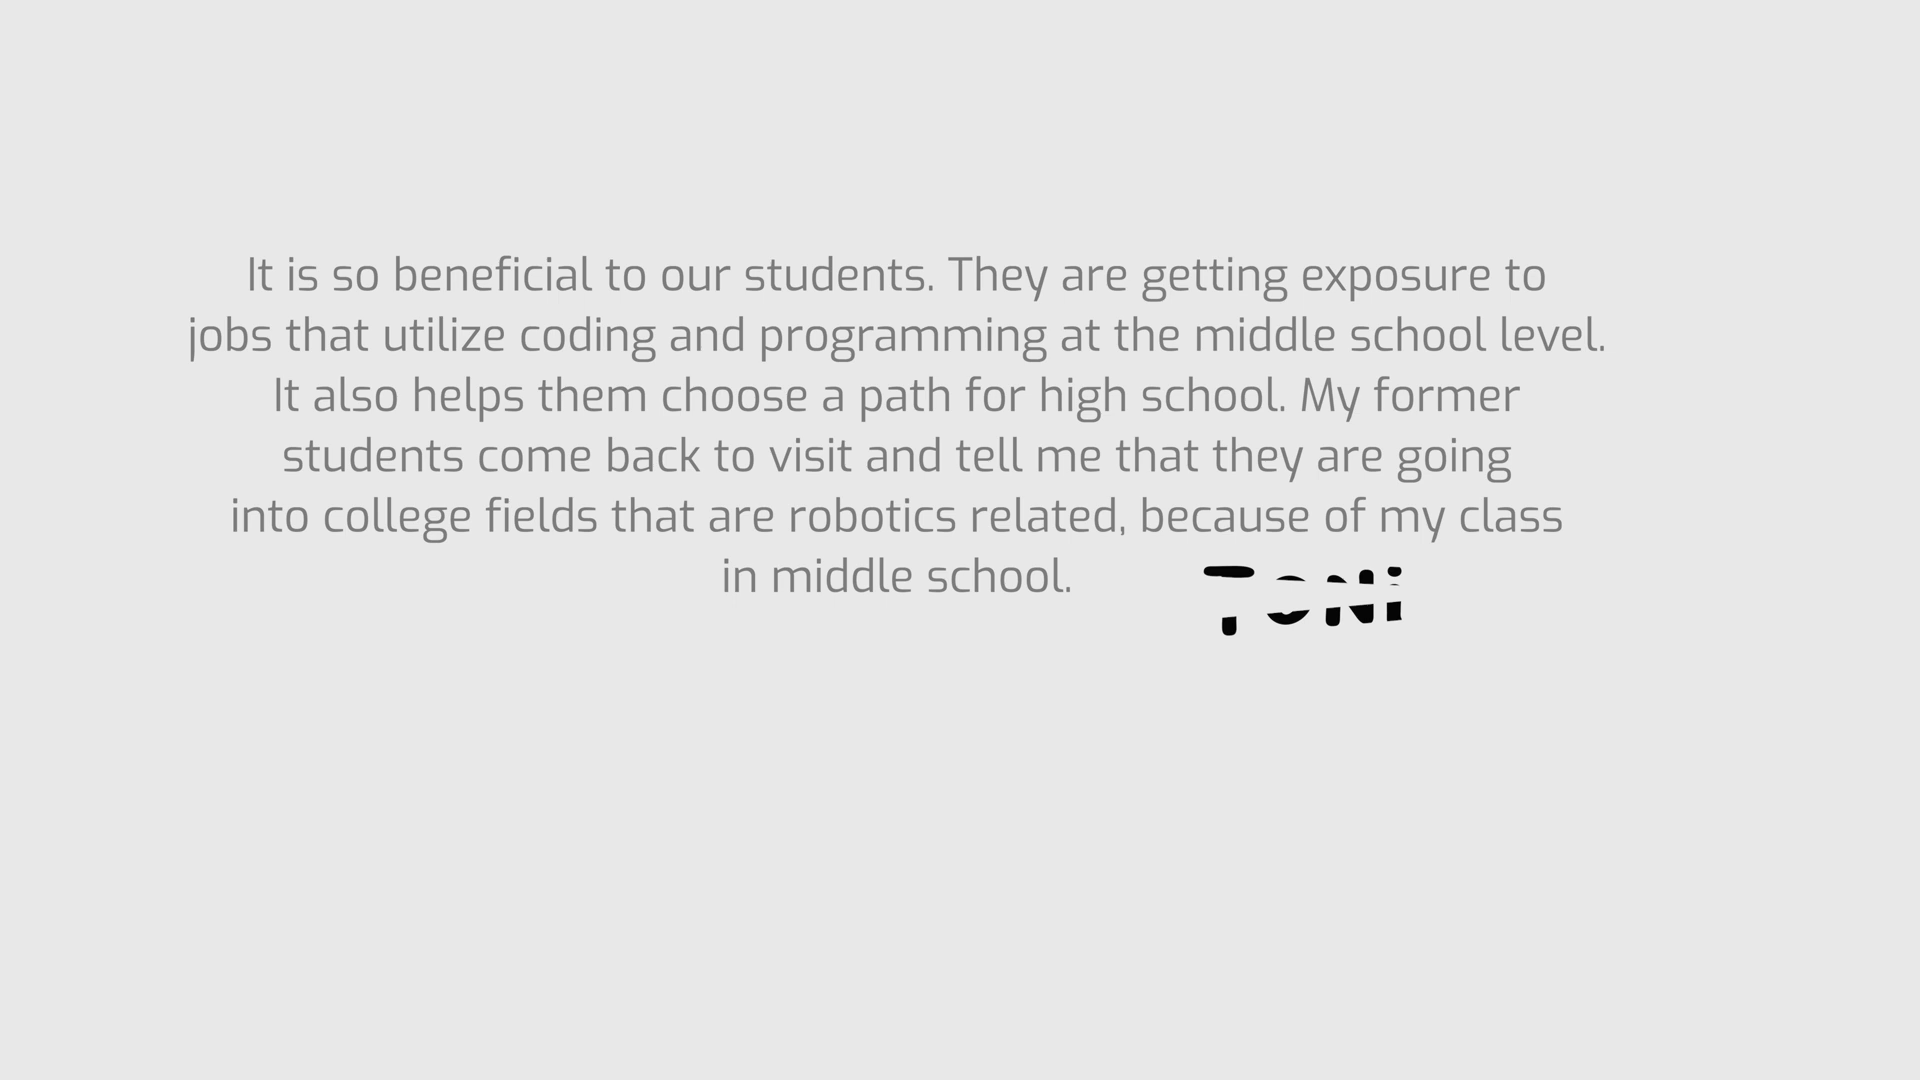 It is so beneficial to our students. They are getting exposure to
jobs that utilize coding and programming at the middle school level.
It also helps them choose a path for high school. My former
students come back to visit and tell me that they are going
into college fields that are robotics related, because of my class
in middle school.
TONi